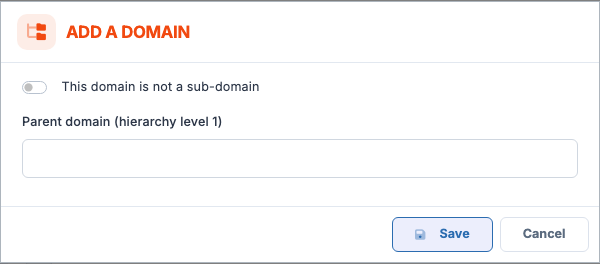 ADD A DOMAIN
This domain is not a sub-domain
Parent domain (hierarchy level 1)
Save Cancel